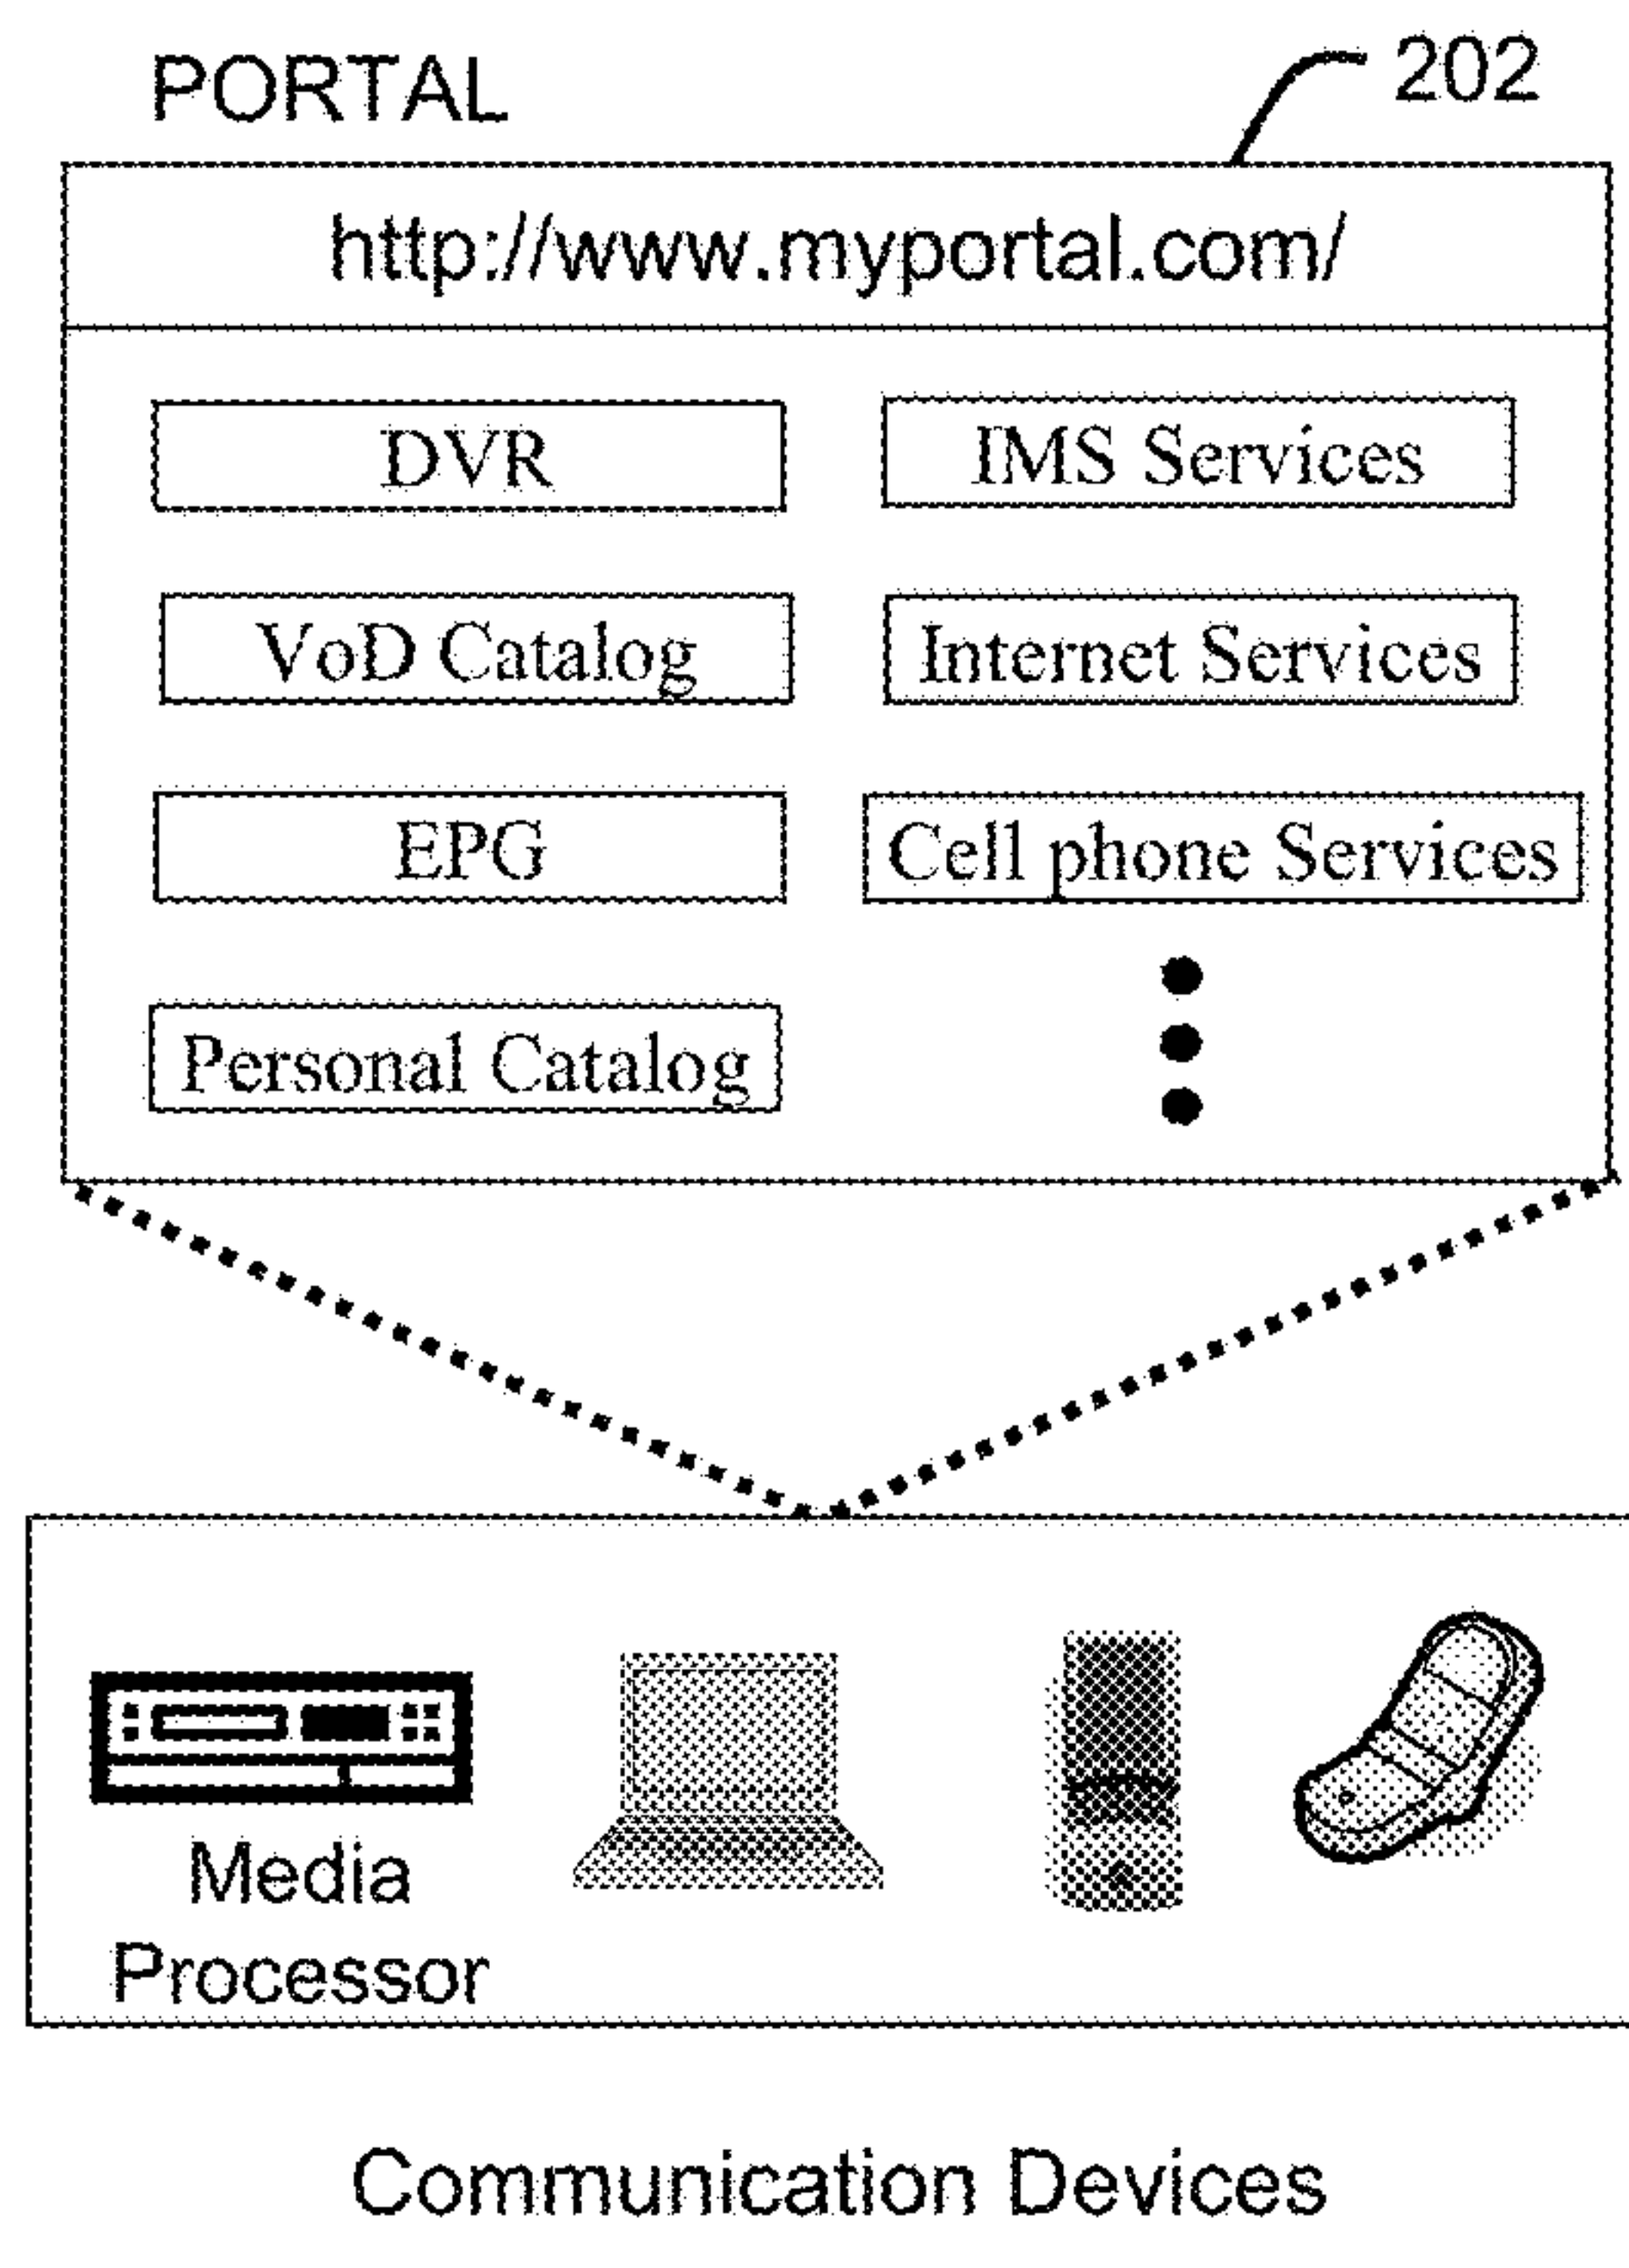 PORTAL
202
http://www.myportal.com/
DVR
IMS Services
VoD Catalog
Internet Services
EPG
Cell phone Services
Personal Catalog
Media
Processor
Communication Devices